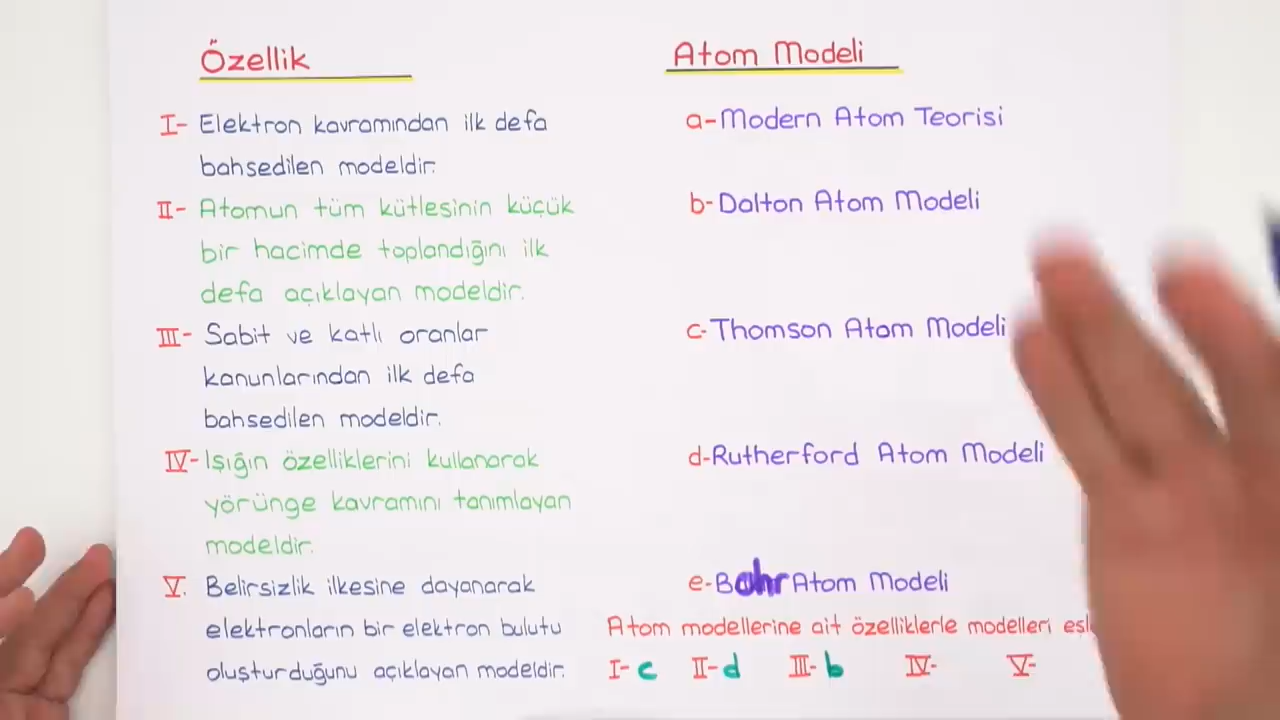 Özellik
Atom Modeli
I- Elektron kavramından ilk defa
bahsedilen modeldir.
a-Modern Atom Teorisi
II- Atomun tüm kütlesinin küçük
bir hacimde toplandığını ilk
defa açıklayan modeldir.
b-Dalton Atom Modeli
III- Sabit ve katlı oranlar
kanunlarından ilk defa
bahsedilen modeldir.
c-Thomson Atom Modeli
IV-Işığın özelliklerini kullanarak
yörünge kavramını tanımlayan
modeldir.
d-Rutherford Atom Modeli
V. Belirsizlik ilkesine dayanarak
elektronların bir elektron bulutu
oluşturduğunu açıklayan modeldir.
e-Bohr Atom Modeli
Atom modellerine ait özelliklerle modelleri
I- c II- d III- b IV- V-